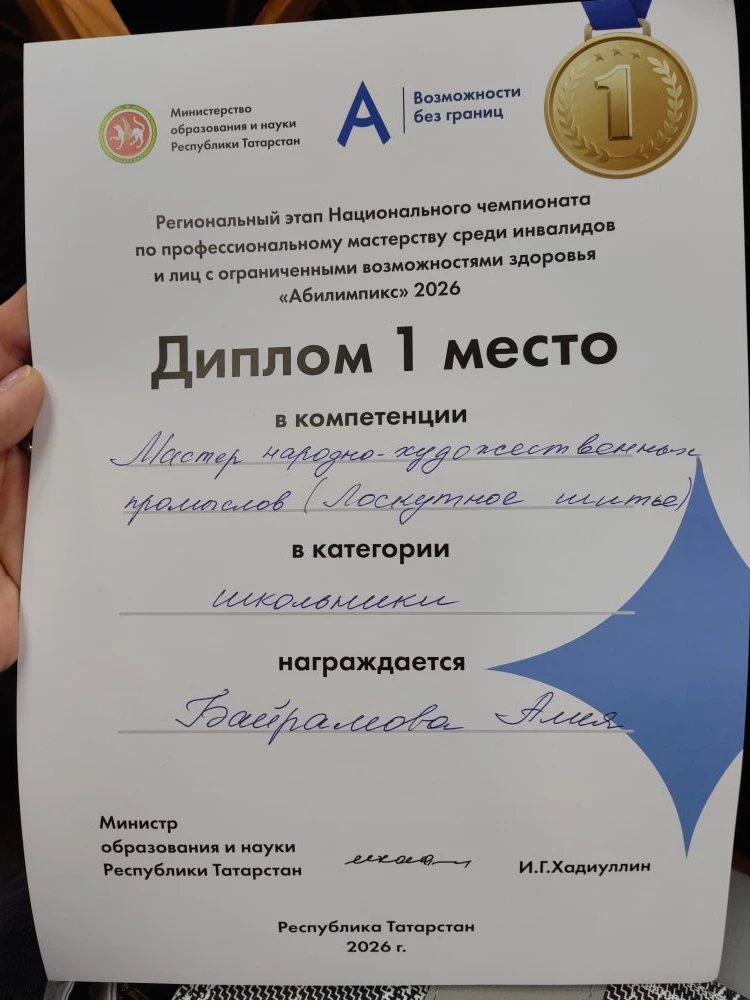 Министерство
образования и науки
Республики Татарстан
А
Возможности
без границ
1
Региональный этап Национального чемпионата
по профессиональному мастерству среди инвалидов
и лиц с ограниченными возможностями здоровья
«Абилимпикс» 2026
Диплом 1 место
в компетенции
Мастер народно-художественных
промыслов (Лоскутное шитье)
в категории
школьники
награждается
Байрамова Алия
Министр
образования и науки
Республики Татарстан
И.Г.Хадиуллин
Республика Татарстан
2026 г.